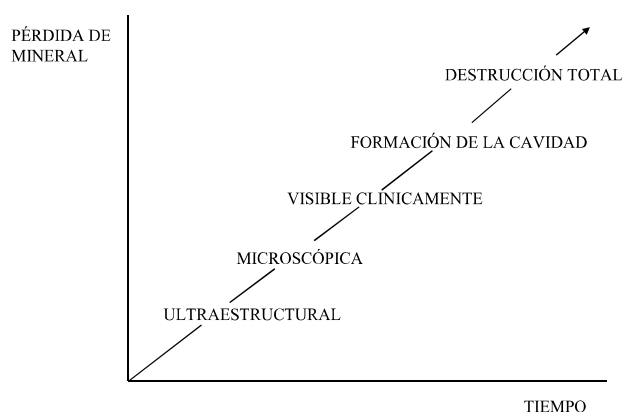 PÉRDIDA DE
MINERAL
DESTRUCCIÓN TOTAL
FORMACIÓN DE LA CAVIDAD
VISIBLE CLÍNICAMENTE
MICROSCÓPICA
ULTRAESTRUCTURAL
TIEMPO